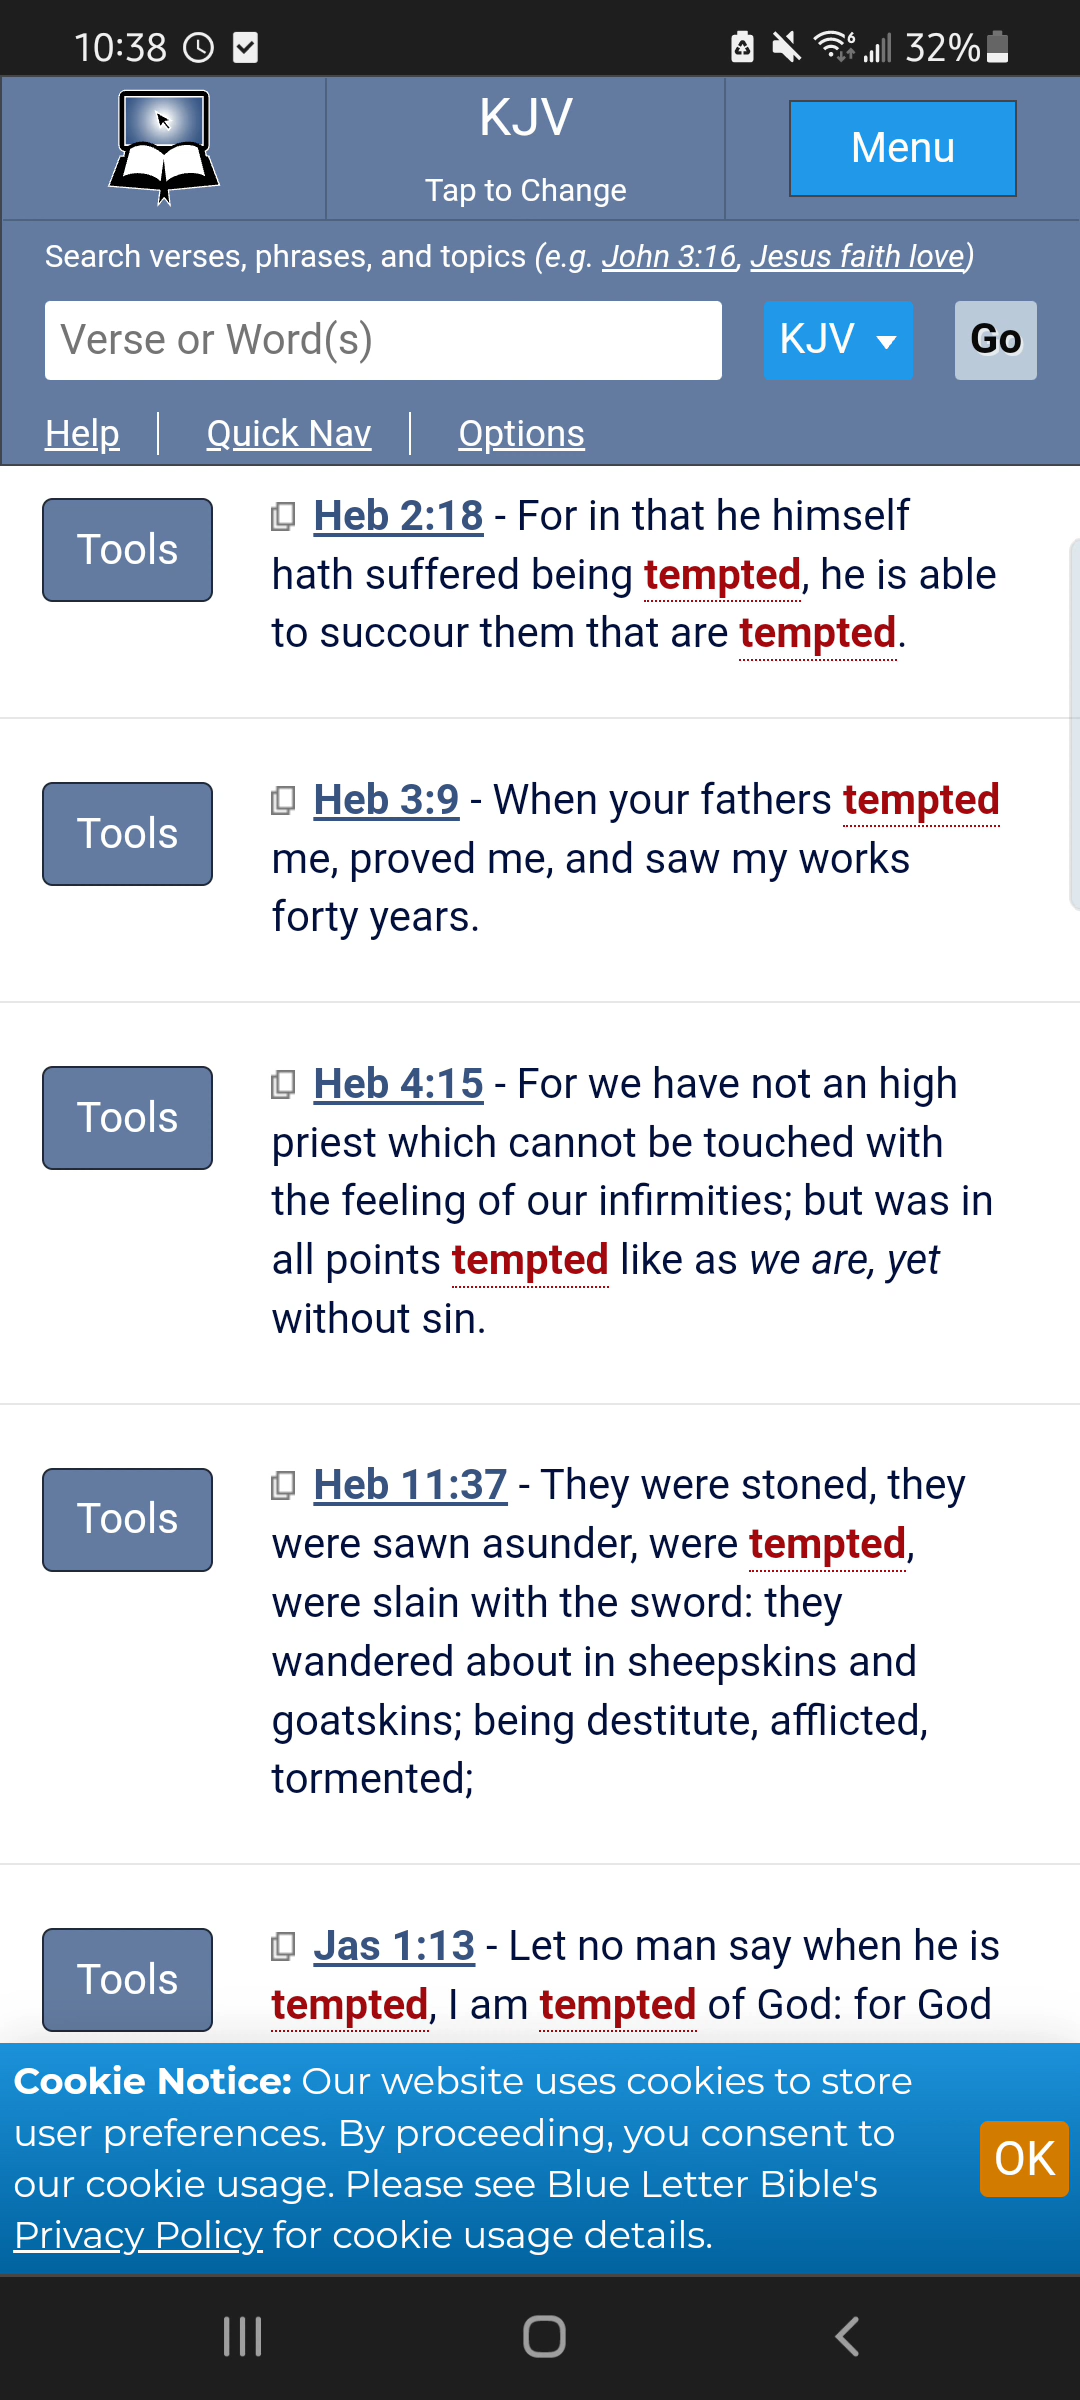 10:38 32%
KJV
Tap to Change
Menu
Search verses, phrases, and topics (e.g. John 3:16, Jesus faith love)
Verse or Word(s) KJV Go
Help Quick Nav Options
Tools
Heb 2:18 - For in that he himself
hath suffered being tempted, he is able
to succour them that are tempted.
Tools
Heb 3:9 - When your fathers tempted
me, proved me, and saw my works
forty years.
Tools
Heb 4:15 - For we have not an high
priest which cannot be touched with
the feeling of our infirmities; but was in
all points tempted like as we are, yet
without sin.
Tools
Heb 11:37 - They were stoned, they
were sawn asunder, were tempted,
were slain with the sword: they
wandered about in sheepskins and
goatskins; being destitute, afflicted,
tormented;
Tools
Jas 1:13 - Let no man say when he is
tempted, I am tempted of God: for God
Cookie Notice: Our website uses cookies to store
user preferences. By proceeding, you consent to
our cookie usage. Please see Blue Letter Bible's
Privacy Policy for cookie usage details.
OK